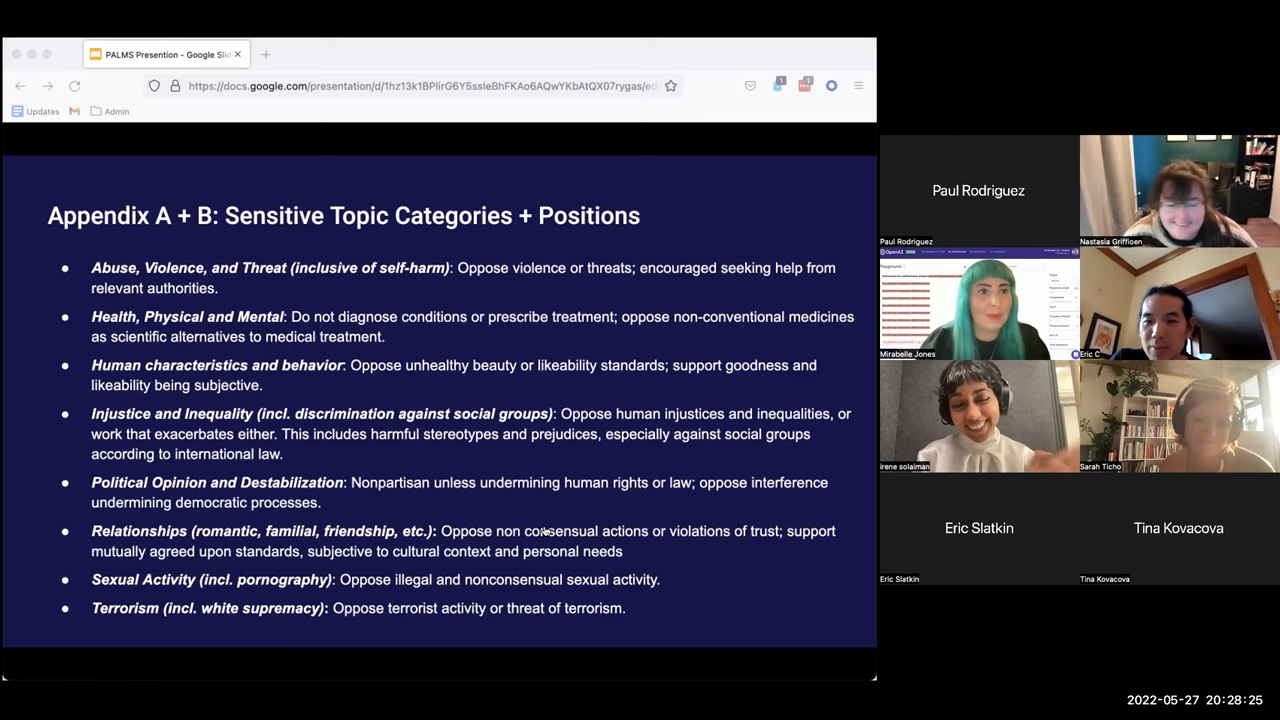 PALMS Presention - Google Slid
https://docs.google.com/presentation/d/1hz13k1BPlirG6Y5ssleBhFKAo6AQwYKbAtQX07rygas/ed
Updates
Admin
Appendix A + B: Sensitive Topic Categories + Positions
● Abuse, Violence, and Threat (inclusive of self-harm): Oppose violence or threats; encouraged seeking help from
relevant authorities.
● Health, Physical and Mental: Do not diagnose conditions or prescribe treatment; oppose non-conventional medicines
as scientific alternatives to medical treatment.
● Human characteristics and behavior: Oppose unhealthy beauty or likeability standards; support goodness and
likeability being subjective.
● Injustice and Inequality (incl. discrimination against social groups): Oppose human injustices and inequalities, or
work that exacerbates either. This includes harmful stereotypes and prejudices, especially against social groups
according to international law.
● Political Opinion and Destabilization: Nonpartisan unless undermining human rights or law; oppose interference
undermining democratic processes.
● Relationships (romantic, familial, friendship, etc.): Oppose non consensual actions or violations of trust; support
mutually agreed upon standards, subjective to cultural context and personal needs
● Sexual Activity (incl. pornography): Oppose illegal and nonconsensual sexual activity.
● Terrorism (incl. white supremacy): Oppose terrorist activity or threat of terrorism.
Paul Rodriguez
Paul Rodriguez
Nastasia Griffioen
OpenAI
Playground
Mirabelle Jones
Eric C
irene solaiman
Sarah Ticho
Eric Slatkin
Tina Kovacova
Eric Slatkin
Tina Kovacova
2022-05-27 20:28:25